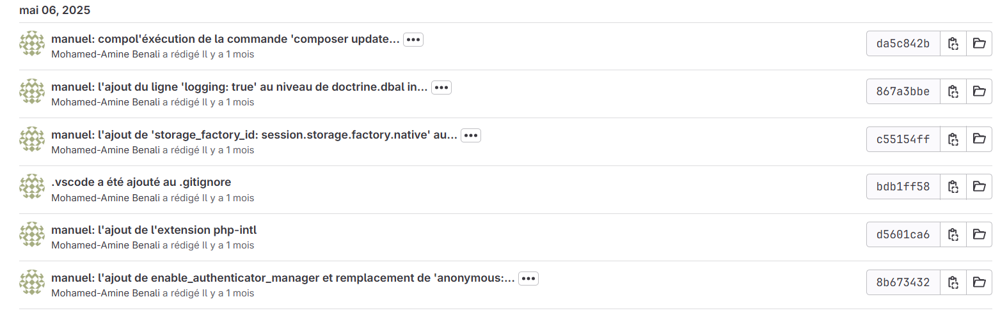 mai 06, 2025
manuel: compol'éxécution de la commande 'composer update...
Mohamed-Amine Benali a rédigé Il y a 1 mois
da5c842b
manuel: l'ajout du ligne 'logging: true' au niveau de doctrine.dbal in...
Mohamed-Amine Benali a rédigé Il y a 1 mois
867a3bbe
manuel: l'ajout de 'storage_factory_id: session.storage.factory.native' au...
Mohamed-Amine Benali a rédigé Il y a 1 mois
c55154ff
.vscode a été ajouté au .gitignore
Mohamed-Amine Benali a rédigé Il y a 1 mois
bdb1ff58
manuel: l'ajout de l'extension php-intl
Mohamed-Amine Benali a rédigé Il y a 1 mois
d5601ca6
manuel: l'ajout de enable_authenticator_manager et remplacement de 'anonymous:...
Mohamed-Amine Benali a rédigé Il y a 1 mois
8b673432